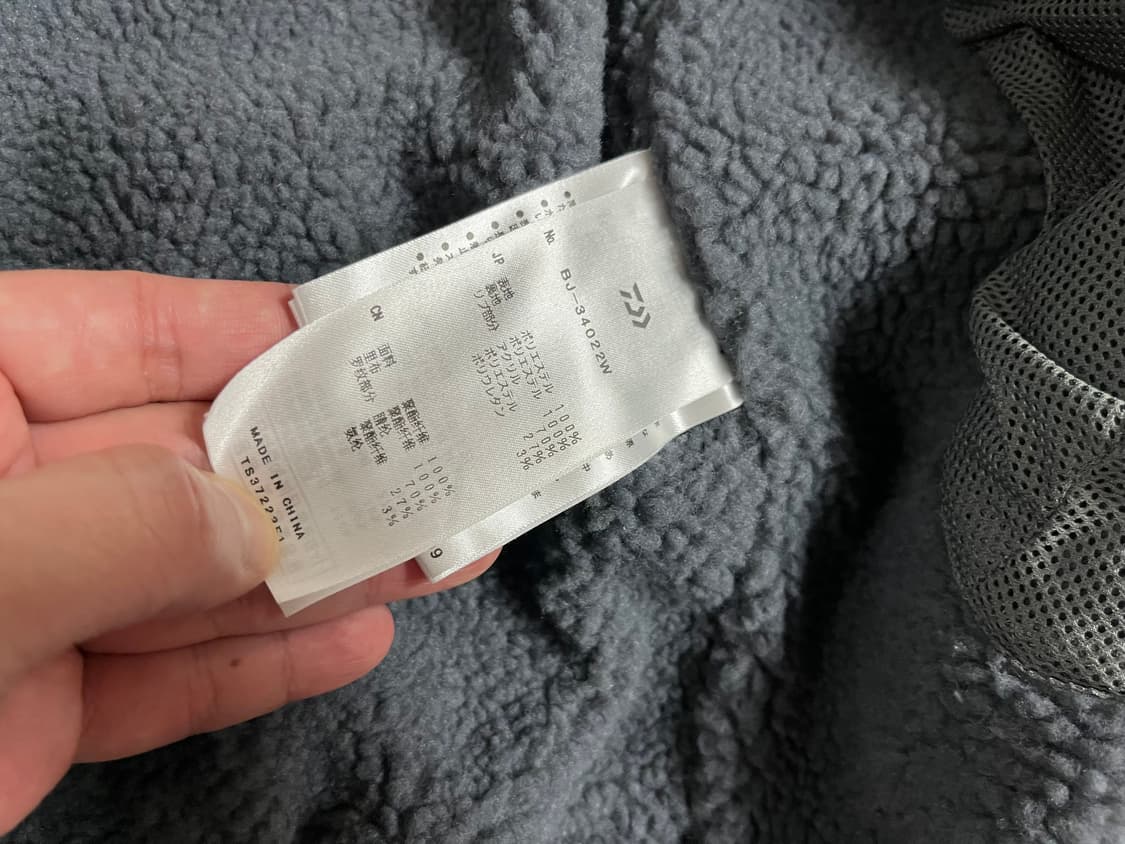 No. BJ-34022W
JP 表地 ポリエステル 100%
裏地 ポリエステル 100%
リブ部分 アクリル 70%
ポリエステル 27%
ポリウレタン 3%
CN 面料 聚酯纤维 100%
里布 聚酯纤维 100%
罗纹部分 腈纶 70%
聚酯纤维 27%
氨纶 3%
MADE IN CHINA